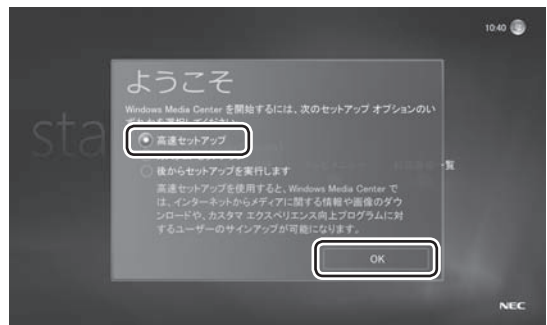 10:40
ようこそ
Windows Media Center を開始するには、次のセットアップ オプションのい
sta
高速セットアップ
後からセットアップを実行します
高速セットアップを使用すると、Windows Media Center で
は、インターネットからメディアに関する情報や画像のダウ
ンロードや、カスタマ エクスペリエンス向上プログラムに対
するユーザーのサインアップが可能になります。
OK
NEC